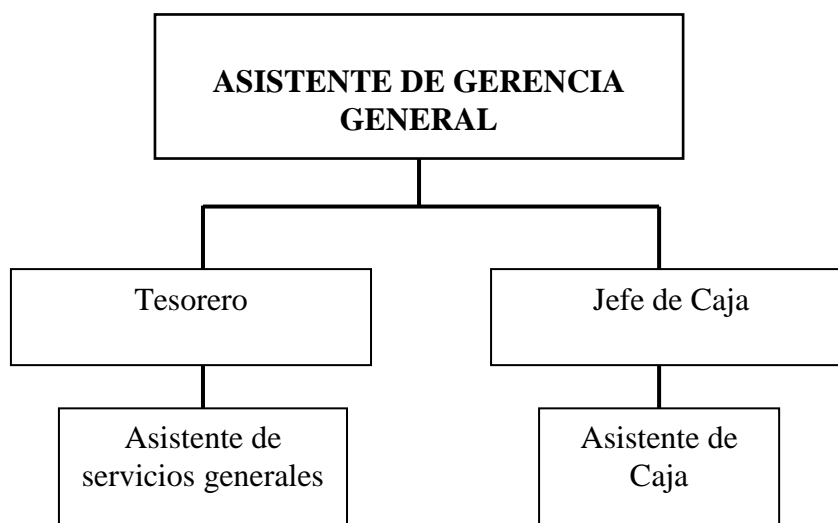 ASISTENTE DE GERENCIA
GENERAL
Tesorero
Jefe de Caja
Asistente de
servicios generales
Asistente de
Caja